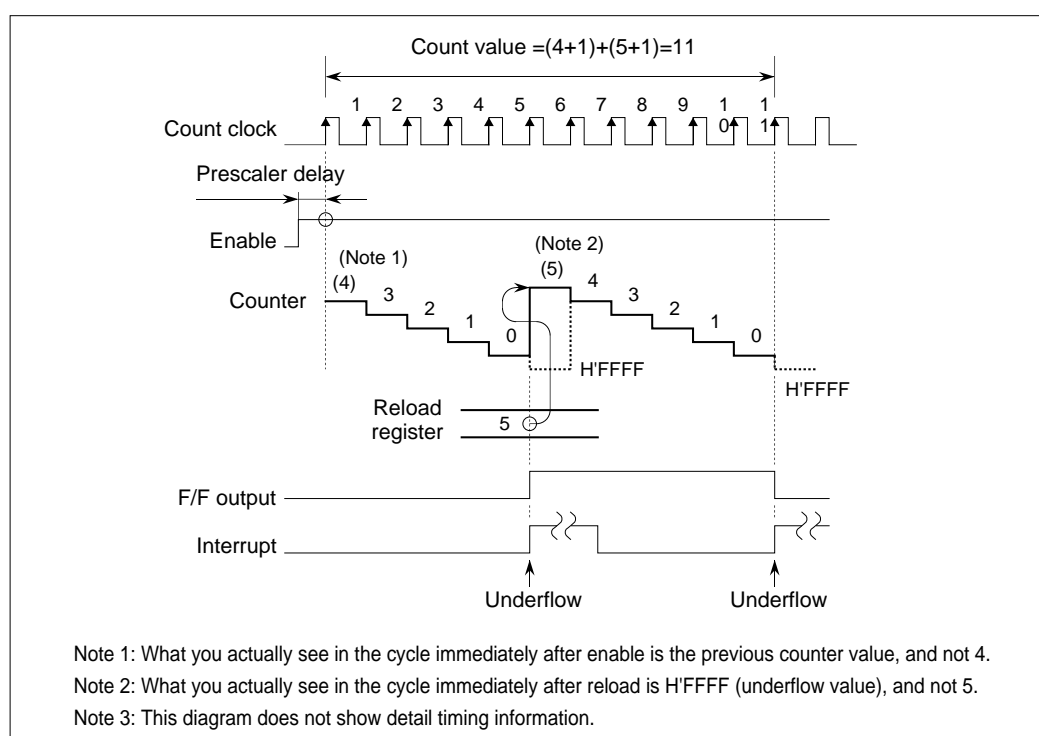 Count value =(4+1)+(5+1)=11
1 2 3 4 5 6 7 8 9 10 11
Count clock
Prescaler delay
Enable
(Note 1)
(4) 3 2 1 0
(Note 2)
(5) 4 3 2 1 0
Counter
H'FFFF
H'FFFF
Reload
register
5
F/F output
Interrupt
Underflow Underflow
Note 1: What you actually see in the cycle immediately after enable is the previous counter value, and not 4.
Note 2: What you actually see in the cycle immediately after reload is H'FFFF (underflow value), and not 5.
Note 3: This diagram does not show detail timing information.